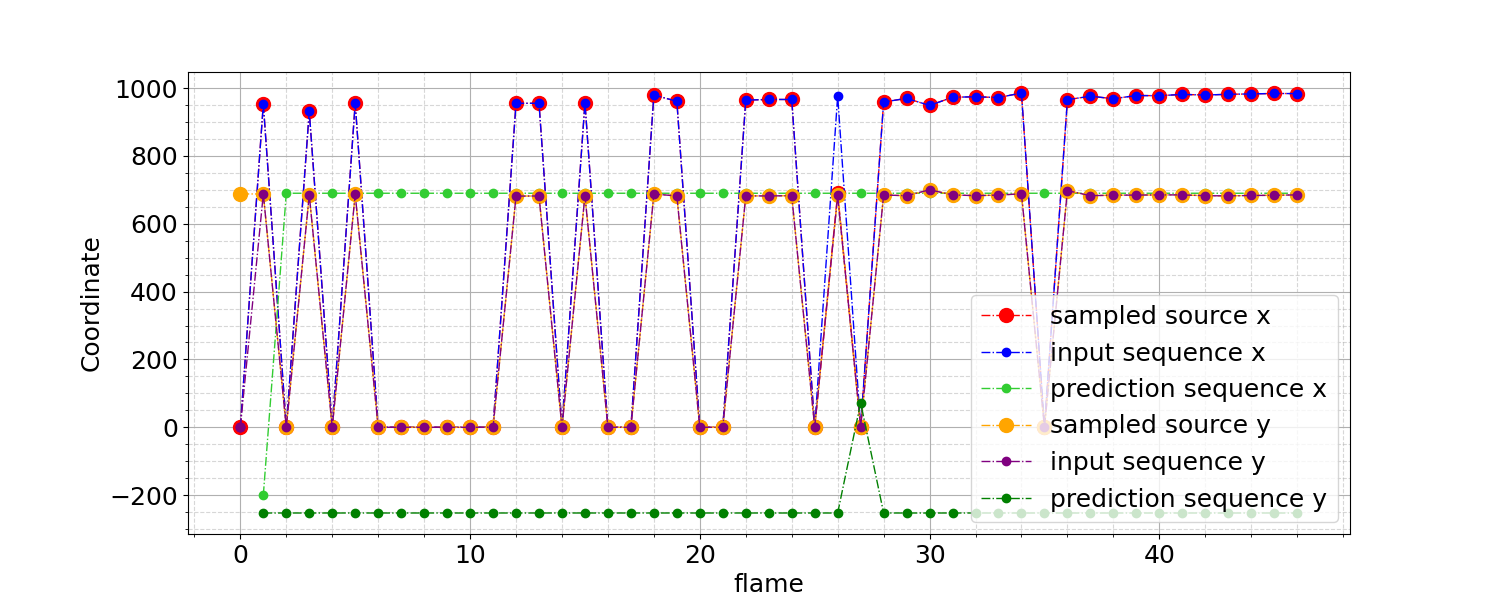 1000
800
600
400
200
0
−200
Coordinate
0 10 20 30 40
flame
sampled source x
input sequence x
prediction sequence x
sampled source y
input sequence y
prediction sequence y